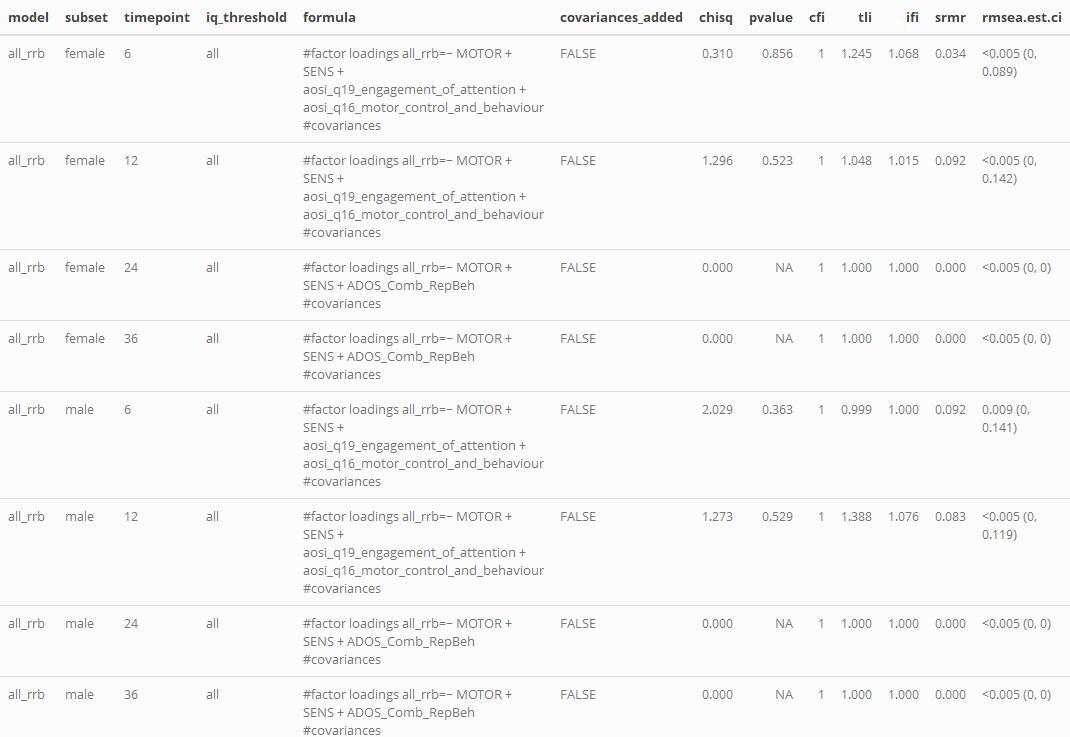 model subset timepoint iq_threshold formula covariances_added chisq pvalue cfi tli ifi srmr rmsea.est.ci
all_rrb female 6 all #factor loadings all_rrb=~ MOTOR + FALSE 0.310 0.856 1 1.245 1.068 0.034 <0.005 (0,
SENS + 0.089)
aosi_q19_engagement_of_attention +
aosi_q16_motor_control_and_behaviour
#covariances
all_rrb female 12 all #factor loadings all_rrb=~ MOTOR + FALSE 1.296 0.523 1 1.048 1.015 0.092 <0.005 (0,
SENS + 0.142)
aosi_q19_engagement_of_attention +
aosi_q16_motor_control_and_behaviour
#covariances
all_rrb female 24 all #factor loadings all_rrb=~ MOTOR + FALSE 0.000 NA 1 1.000 1.000 0.000 <0.005 (0, 0)
SENS + ADOS_Comb_RepBeh
#covariances
all_rrb female 36 all #factor loadings all_rrb=~ MOTOR + FALSE 0.000 NA 1 1.000 1.000 0.000 <0.005 (0, 0)
SENS + ADOS_Comb_RepBeh
#covariances
all_rrb male 6 all #factor loadings all_rrb=~ MOTOR + FALSE 2.029 0.363 1 0.999 1.000 0.092 0.009 (0,
SENS + 0.141)
aosi_q19_engagement_of_attention +
aosi_q16_motor_control_and_behaviour
#covariances
all_rrb male 12 all #factor loadings all_rrb=~ MOTOR + FALSE 1.273 0.529 1 1.388 1.076 0.083 <0.005 (0,
SENS + 0.119)
aosi_q19_engagement_of_attention +
aosi_q16_motor_control_and_behaviour
#covariances
all_rrb male 24 all #factor loadings all_rrb=~ MOTOR + FALSE 0.000 NA 1 1.000 1.000 0.000 <0.005 (0, 0)
SENS + ADOS_Comb_RepBeh
#covariances
all_rrb male 36 all #factor loadings all_rrb=~ MOTOR + FALSE 0.000 NA 1 1.000 1.000 0.000 <0.005 (0, 0)
SENS + ADOS_Comb_RepBeh
#covariances